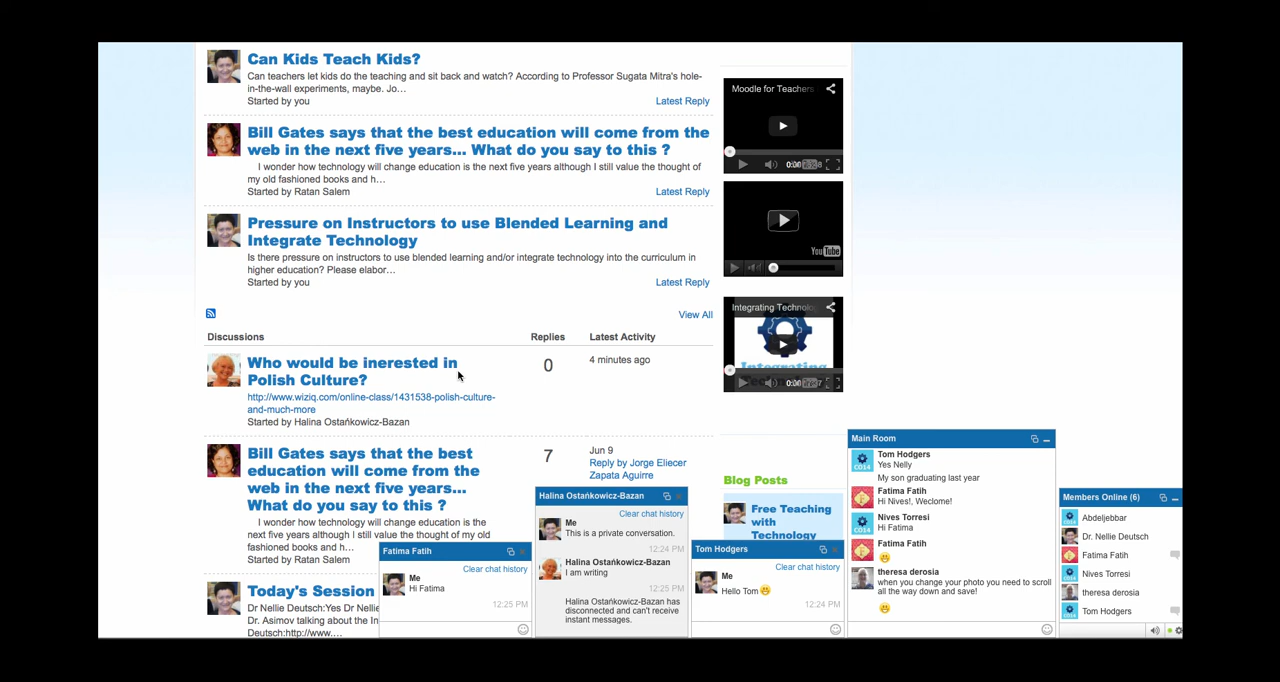 Can Kids Teach Kids?
Can teachers let kids do the teaching and sit back and watch? According to Professor Sugata Mitra's hole-
in-the-wall experiments, maybe. Jo…
Started by you
Latest Reply
Bill Gates says that the best education will come from the
web in the next five years... What do you say to this ?
I wonder how technology will change education is the next five years although I still value the thought of
my old fashioned books and h…
Started by Ratan Salem
Latest Reply
Pressure on Instructors to use Blended Learning and
Integrate Technology
Is there pressure on instructors to use blended learning and/or integrate technology into the curriculum in
higher education? Please elabor…
Started by you
Latest Reply
View All
Discussions
Replies
Latest Activity
Who would be inerested in
Polish Culture?
0
4 minutes ago
http://www.wiziq.com/online-class/1431538-polish-culture-
and-much-more
Started by Halina Ostańkowicz-Bazan
Bill Gates says that the best
education will come from the
web in the next five years...
What do you say to this ?
7
Jun 9
Reply by Jorge Eliecer
Zapata Aguirre
I wonder how technology will change
education is the next five years
although I still value the thought of
my old
fashioned books and h…
Started by Ratan Salem
Today's Session
Dr Nellie Deutsch:Yes Dr Nellie
Dr. Asimov talking about the In
Deutsch:http://www.…
Moodle for Teachers
YouTube
Integrating Technolo
Integrating
Blog Posts
Free Teaching
with
Technology
Fatima Fatih
Clear chat history
Me
Hi Fatima
12:25 PM
Halina Ostańkowicz-Bazan
Clear chat history
Me
This is a private conversation.
12:24 PM
Halina Ostańkowicz-Bazan
I am writing
12:25 PM
Halina Ostańkowicz-Bazan has
disconnected and can't receive
instant messages.
Tom Hodgers
Clear chat history
Me
Hello Tom
12:24 PM
Main Room
Tom Hodgers
Yes Nelly
My son graduating last year
Fatima Fatih
Hi Nives!, Weclome!
Nives Torresi
Hi Fatima
Fatima Fatih
theresa derosia
when you change your photo you need to scroll
all the way down and save!
CO14
CO14
Members Online (6)
Abdeljebbar
Dr. Nellie Deutsch
Fatima Fatih
Nives Torresi
theresa derosia
Tom Hodgers